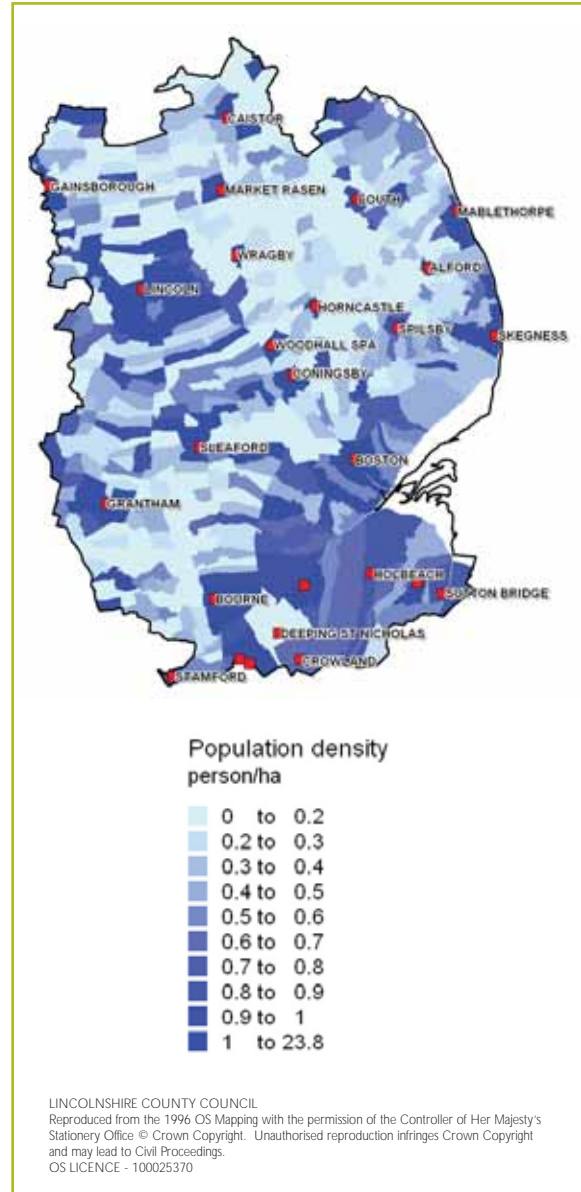 CAISTOR
GAINSBOROUGH
MARKET RASEN
LOUTH
MABLETHORPE
WRAGBY
ALFORD
LINCOLN
HORNCASTLE
SPILSBY
SKEGNESS
WOODHALL SPA
CONINGSBY
SLEAFORD
BOSTON
GRANTHAM
HOLBEACH
SUTTON BRIDGE
BOURNE
DEEPING ST NICHOLAS
CROWLAND
STAMFORD
Population density
person/ha
0 to 0.2
0.2 to 0.3
0.3 to 0.4
0.4 to 0.5
0.5 to 0.6
0.6 to 0.7
0.7 to 0.8
0.8 to 0.9
0.9 to 1
1 to 23.8
LINCOLNSHIRE COUNTY COUNCIL
Reproduced from the 1996 OS Mapping with the permission of the Controller of Her Majesty's
Stationery Office © Crown Copyright. Unauthorised reproduction infringes Crown Copyright
and may lead to Civil Proceedings.
OS LICENCE - 100025370